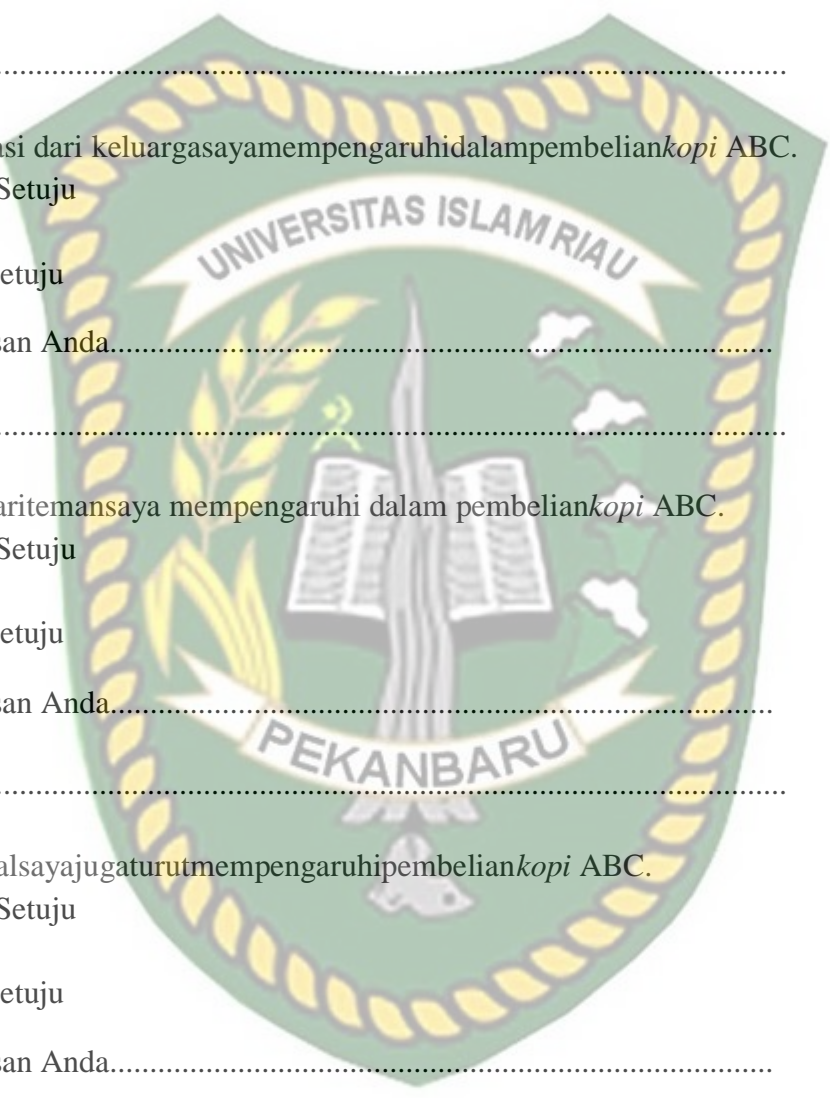 ................................................................................
asi dari keluargasayamempengaruhidalampembeliankopi ABC.
Setuju
UNIVERSITAS ISLAM RIAU
etuju
san Anda.....................................................................
................................................................................
aritemansaya mempengaruhi dalam pembeliankopi ABC.
Setuju
etuju
san Anda.....................................................................
PEKANBARU
................................................................................
alsayajugaturutmempengaruhipembeliankopi ABC.
Setuju
etuju
san Anda.....................................................................